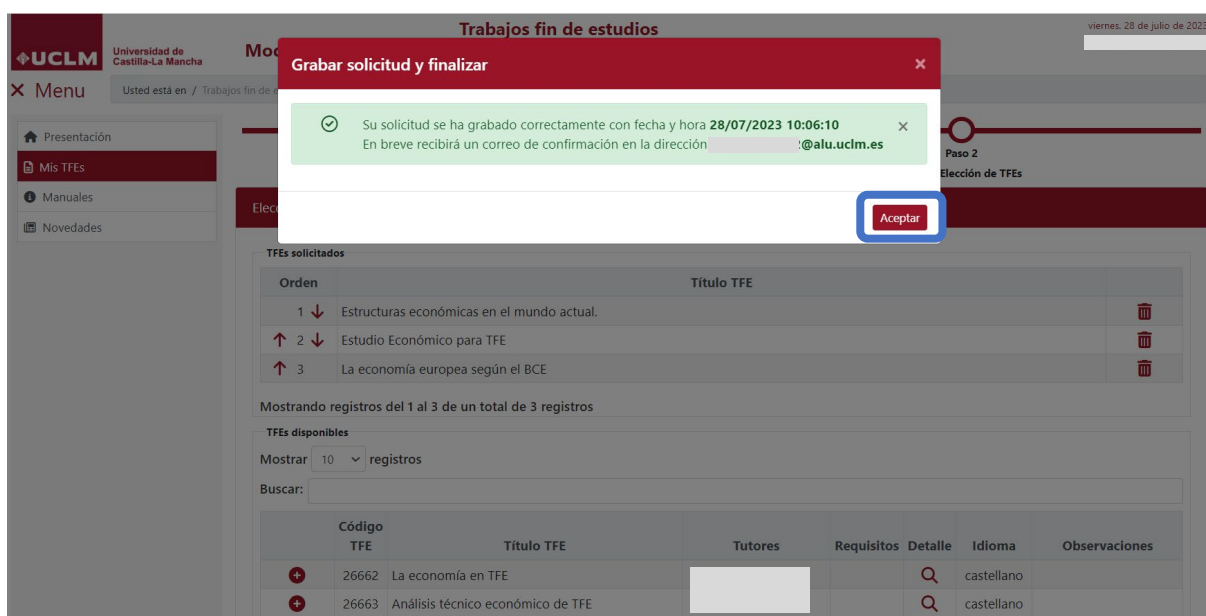 Trabajos fin de estudios
viernes, 28 de julio de 2023
UCLM
Universidad de
Castilla-La Mancha
Menu
Usted está en / Trabajos fin de
Presentación
Mis TFEs
Manuales
Novedades
Grabar solicitud y finalizar
×
Su solicitud se ha grabado correctamente con fecha y hora 28/07/2023 10:06:10
×
En breve recibirá un correo de confirmación en la dirección @alu.uclm.es
Aceptar
Paso 2
Elección de TFEs
TFEs solicitados
Orden Título TFE
1 ↓ Estructuras económicas en el mundo actual.
↑ 2 ↓ Estudio Económico para TFE
↑ 3 La economía europea según el BCE
Mostrando registros del 1 al 3 de un total de 3 registros
TFEs disponibles
Mostrar 10 registros
Buscar:
Código
TFE Título TFE Tutores Requisitos Detalle Idioma Observaciones
26662 La economía en TFE castellano
26663 Análisis técnico económico de TFE castellano